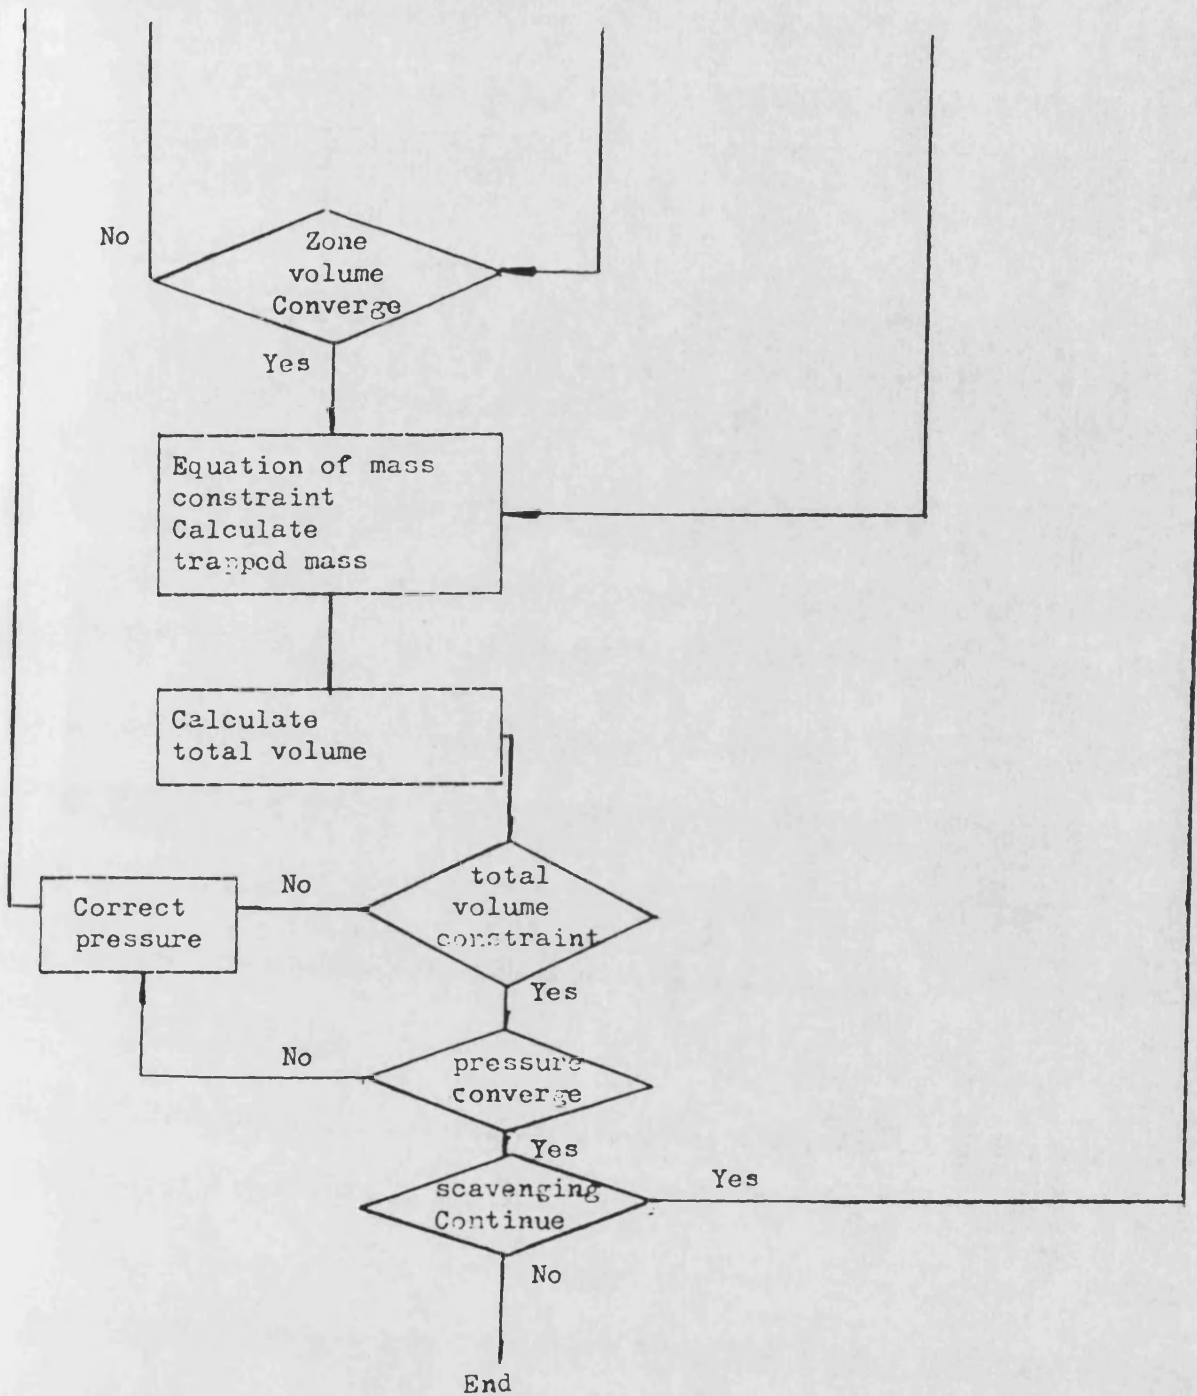 No
Zone
volume
Converge
Yes
Equation of mass
constraint
Calculate
trapped mass
Calculate
total volume
No
total
volume
constraint
Correct
pressure
Yes
No
pressure
converge
Yes
scavenging
Continue
Yes
No
End